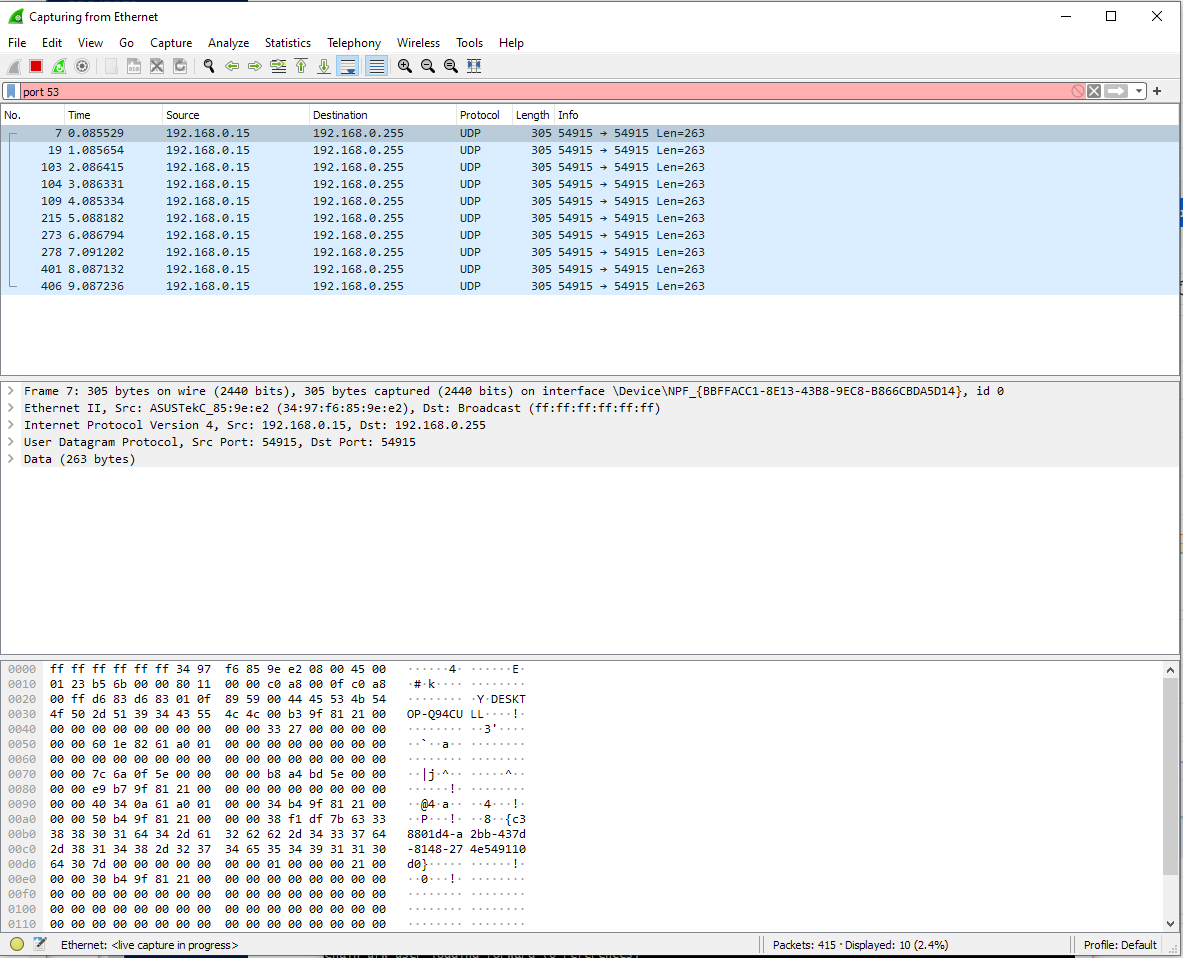 Capturing from Ethernet
File Edit View Go Capture Analyze Statistics Telephony Wireless Tools Help
port 53
No. Time Source Destination Protocol Length Info
7 0.085529 192.168.0.15 192.168.0.255 UDP 305 54915 → 54915 Len=263
19 1.085654 192.168.0.15 192.168.0.255 UDP 305 54915 → 54915 Len=263
103 2.086415 192.168.0.15 192.168.0.255 UDP 305 54915 → 54915 Len=263
104 3.086331 192.168.0.15 192.168.0.255 UDP 305 54915 → 54915 Len=263
109 4.085334 192.168.0.15 192.168.0.255 UDP 305 54915 → 54915 Len=263
215 5.088182 192.168.0.15 192.168.0.255 UDP 305 54915 → 54915 Len=263
273 6.086794 192.168.0.15 192.168.0.255 UDP 305 54915 → 54915 Len=263
278 7.091202 192.168.0.15 192.168.0.255 UDP 305 54915 → 54915 Len=263
401 8.087132 192.168.0.15 192.168.0.255 UDP 305 54915 → 54915 Len=263
406 9.087236 192.168.0.15 192.168.0.255 UDP 305 54915 → 54915 Len=263
Frame 7: 305 bytes on wire (2440 bits), 305 bytes captured (2440 bits) on interface \Device\NPF_{BBFFACC1-8E13-43B8-9EC8-B866CBDA5D14}, id 0
Ethernet II, Src: ASUSTekC_85:9e:e2 (34:97:f6:85:9e:e2), Dst: Broadcast (ff:ff:ff:ff:ff:ff)
Internet Protocol Version 4, Src: 192.168.0.15, Dst: 192.168.0.255
User Datagram Protocol, Src Port: 54915, Dst Port: 54915
Data (263 bytes)
0000 ff ff ff ff ff ff 34 97 f6 85 9e e2 08 00 45 00 ······4· ······E·
0010 01 23 b5 6b 00 00 80 11 00 00 c0 a8 00 0f c0 a8 ·#·k···· ········
0020 00 ff d6 83 d6 83 01 0f 89 59 00 44 45 53 4b 54 ········ ·Y·DESKT
0030 4f 50 2d 51 39 34 43 55 4c 4c 00 b3 9f 81 21 00 OP-Q94CU LL····!·
0040 00 00 00 00 00 00 00 00 00 00 33 27 00 00 00 00 ········ ··3'····
0050 00 00 60 1e 82 61 a0 01 00 00 00 00 00 00 00 00 ··`··a·· ········
0060 00 00 00 00 00 00 00 00 00 00 00 00 00 00 00 00 ········ ········
0070 00 00 7c 6a 0f 5e 00 00 00 00 b8 a4 bd 5e 00 00 ··|j·^·· ·····^··
0080 00 00 e9 b7 9f 81 21 00 00 00 00 00 00 00 00 00 ······!· ········
0090 00 00 40 34 0a 61 a0 01 00 00 34 b4 9f 81 21 00 ··@4·a·· ··4···!·
00a0 00 00 50 b4 9f 81 21 00 00 00 38 f1 df 7b 63 33 ··P···!· ··8··{c3
00b0 38 38 30 31 64 34 2d 61 32 62 62 2d 34 33 37 64 8801d4-a 2bb-437d
00c0 2d 38 31 34 38 2d 32 37 34 65 35 34 39 31 31 30 -8148-27 4e549110
00d0 64 30 7d 00 00 00 00 00 00 01 00 00 00 00 21 00 d0}····· ······!·
00e0 00 00 30 b4 9f 81 21 00 00 00 00 00 00 00 00 00 ··0···!· ········
00f0 00 00 00 00 00 00 00 00 00 00 00 00 00 00 00 00 ········ ········
0100 00 00 00 00 00 00 00 00 00 00 00 00 00 00 00 00 ········ ········
0110 00 00 00 00 00 00 00 00 00 00 00 00 00 00 00 00 ········ ········
Ethernet: <live capture in progress> Packets: 415 · Displayed: 10 (2.4%) Profile: Default